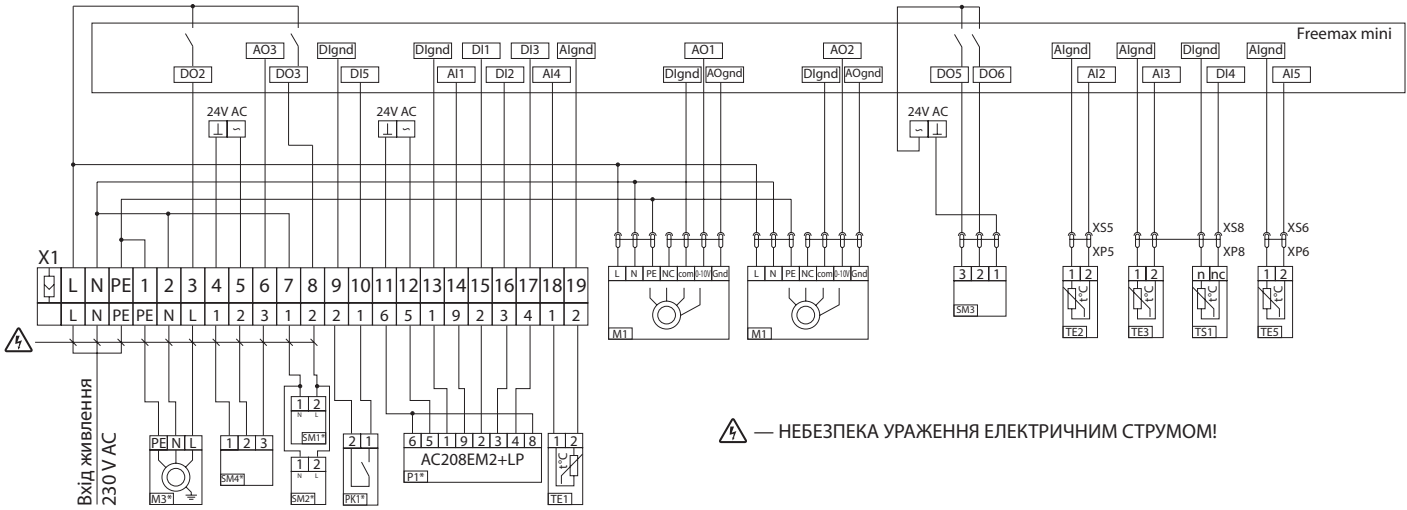 Freemax mini
AO3 DIgnd DIgnd DI1 DI3 AIgnd AO1 AO2 AIgnd AIgnd DIgnd AIgnd
DO2 DO3 DI5 AI1 DI2 AI4 DIgnd AOgnd DIgnd AOgnd DO5 DO6 AI2 AI3 DI4 AI5
24V AC 24V AC 24V AC
⊥ ~ ⊥ ~ ~ ⊥
XS5 XS8 XS6
XP5 XP8 XP6
X1
L N PE 1 2 3 4 5 6 7 8 9 10 11 12 13 14 15 16 17 18 19
L N PE PE N L 1 2 3 1 2 2 1 6 5 1 9 2 3 4 1 2
L N PE NC com 0-10V Gnd
M1
L N PE NC com 0-10V Gnd
M1
3 2 1
SM3
1 2
t°C
TE2
1 2
t°C
TE3
n nc
t°C
TS1
1 2
t°C
TE5
Вхід живлення
230 V AC
PE N L
M3*
1 2 3
SM4*
1 2
N L
SM1*
1 2
N L
SM2*
2 1
PK1*
6 5 1 9 2 3 4 8
AC208EM2+LP
P1*
1 2
t°C
TE1
— НЕБЕЗПЕКА УРАЖЕННЯ ЕЛЕКТРИЧНИМ СТРУМОМ!